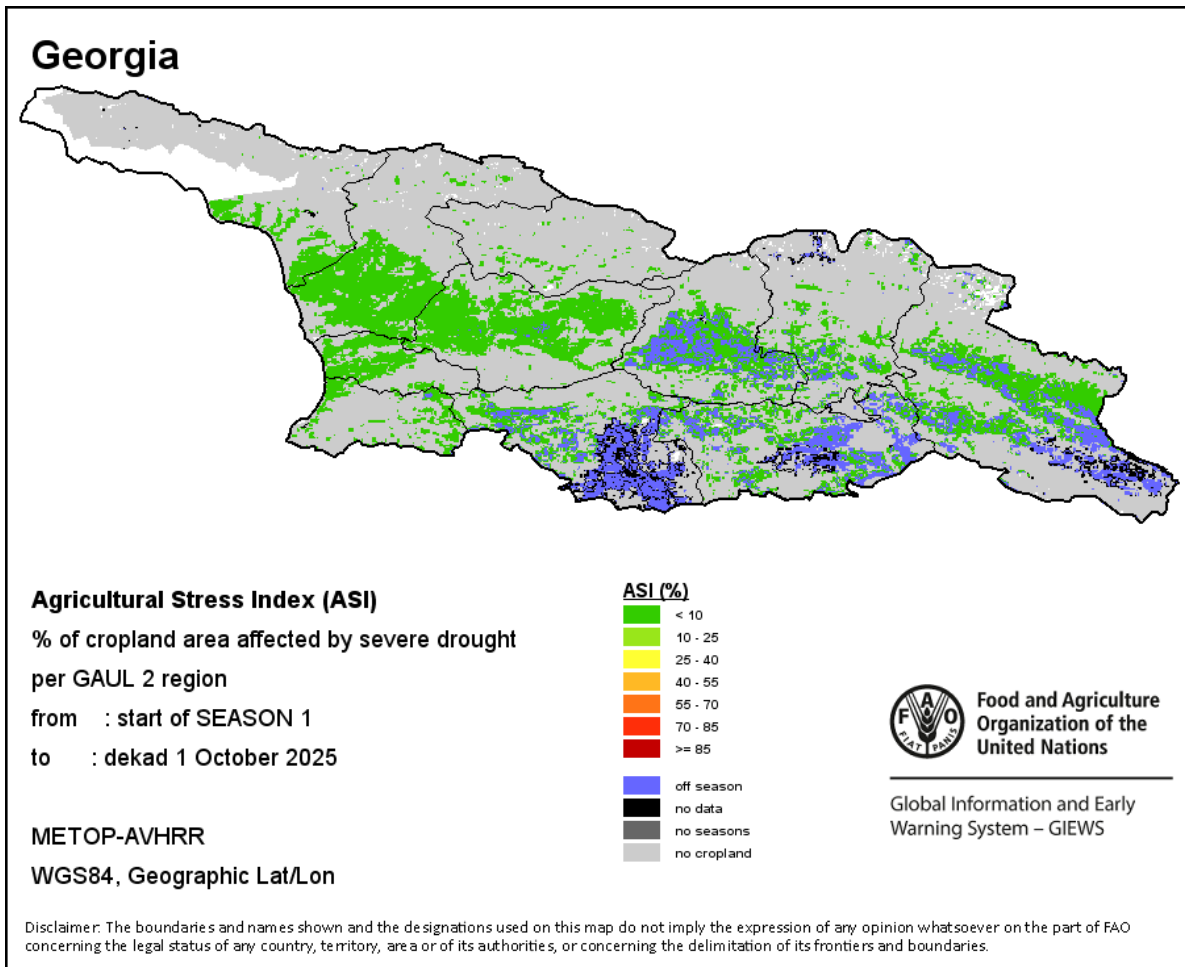 Georgia
Agricultural Stress Index (ASI)
% of cropland area affected by severe drought
per GAUL 2 region
from : start of SEASON 1
to : dekad 1 October 2025
METOP-AVHRR
WGS84, Geographic Lat/Lon
ASI (%)
< 10
10 - 25
25 - 40
40 - 55
55 - 70
70 - 85
>= 85
off season
no data
no seasons
no cropland
F A O
FIAT PANIS
Food and Agriculture
Organization of the
United Nations
Global Information and Early
Warning System – GIEWS
Disclaimer: The boundaries and names shown and the designations used on this map do not imply the expression of any opinion whatsoever on the part of FAO
concerning the legal status of any country, territory, area or of its authorities, or concerning the delimitation of its frontiers and boundaries.